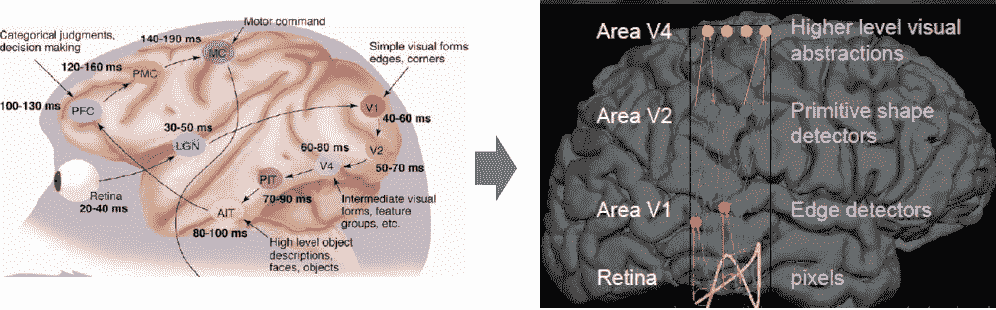 Categorical judgments,
decision making
Motor command
140-190 ms
MC
Simple visual forms
edges, corners
120-160 ms
PMC
100-130 ms
PFC
V1
40-60 ms
30-50 ms
LGN
60-80 ms
V2
50-70 ms
V4
PIT
70-90 ms
Retina
20-40 ms
AIT
80-100 ms
Intermediate visual
forms, feature
groups, etc.
High level object
descriptions,
faces, objects
Area V4
Higher level visual
abstractions
Area V2
Primitive shape
detectors
Area V1
Edge detectors
Retina
pixels